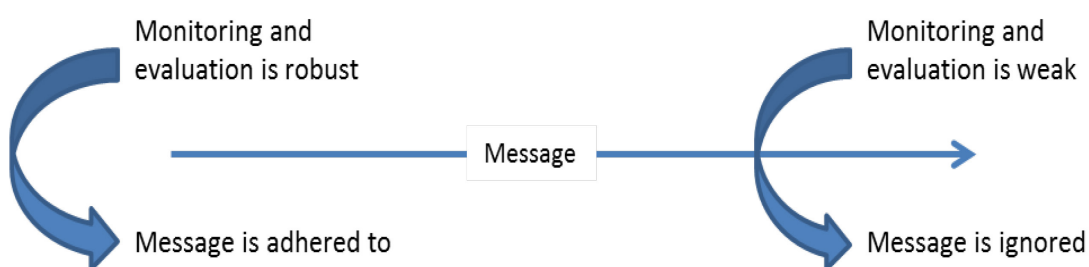 Monitoring and
evaluation is robust
Monitoring and
evaluation is weak
Message
Message is adhered to
Message is ignored